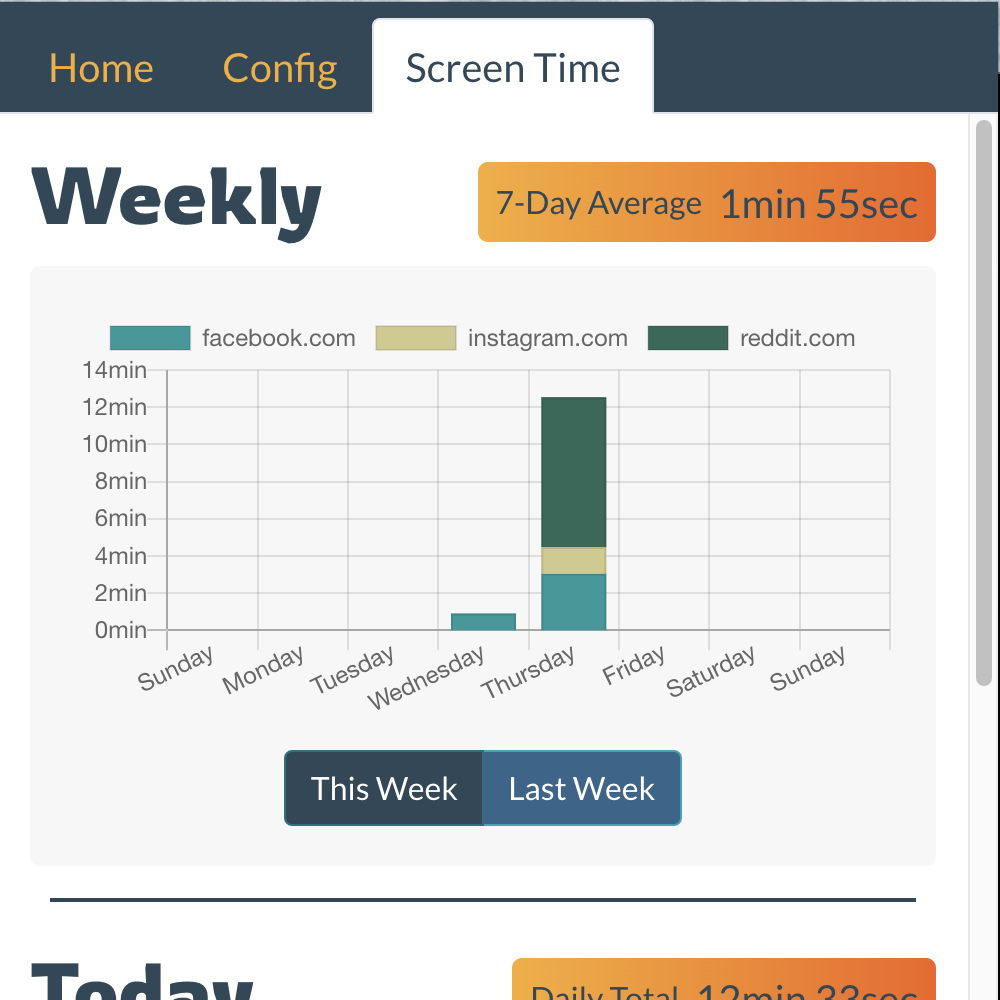 Home Config Screen Time
Weekly
7-Day Average 1min 55sec
facebook.com instagram.com reddit.com
14min
12min
10min
8min
6min
4min
2min
0min
Sunday Monday Tuesday Wednesday Thursday Friday Saturday Sunday
This Week Last Week
Today
Daily Total 12min 33sec